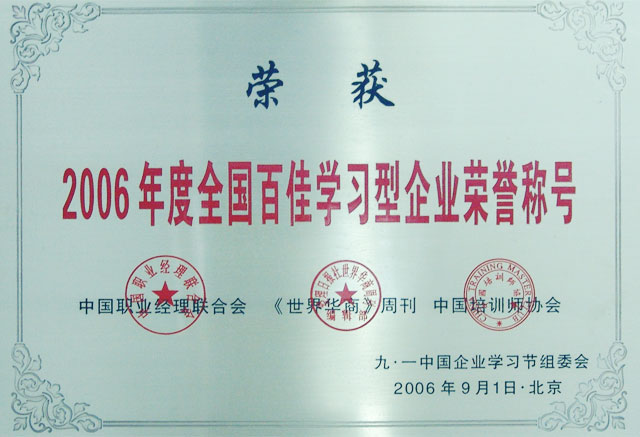 荣 获
2006年度全国百佳学习型企业荣誉称号
中国职业经理联合会 《世界华商》周刊 中国培训师协会
九·一中国企业学习节组委会
2006年9月1日·北京